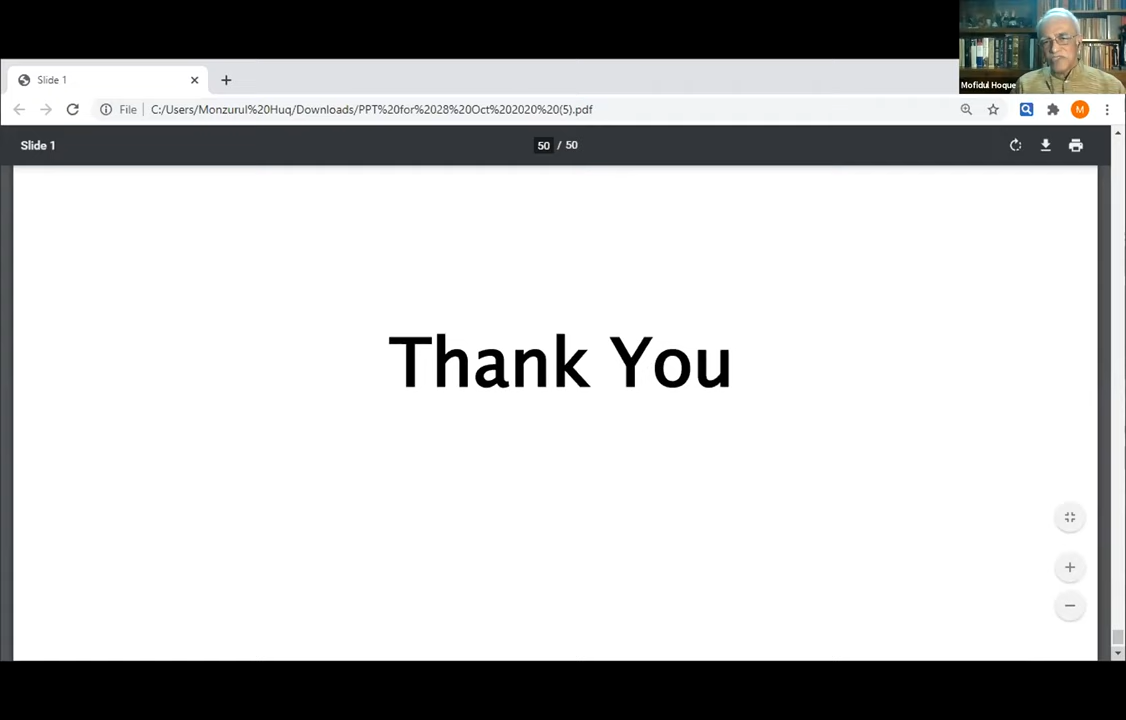 Slide 1
Mofidul Hoque
File
C:/Users/Monzurul%20Huq/Downloads/PPT%20for%2028%20Oct%202020%20(5).pdf
M
Slide 1
50 / 50
Thank You